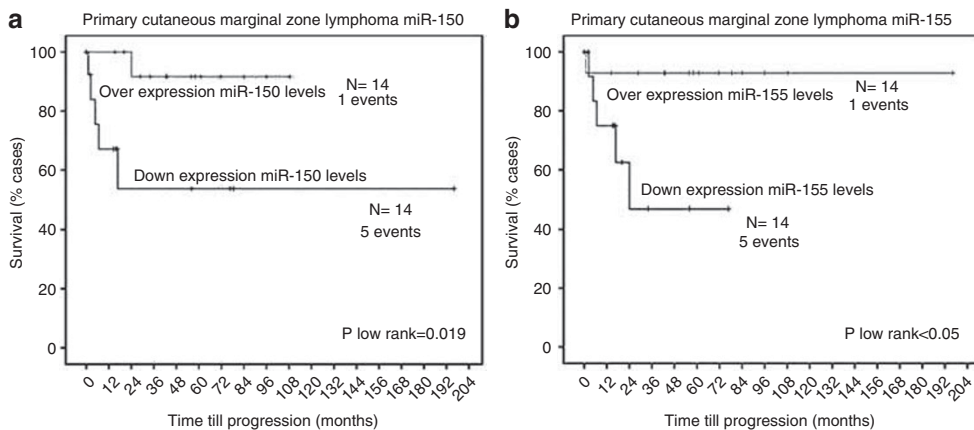 a
Primary cutaneous marginal zone lymphoma miR-150
Survival (% cases)
100
80
60
40
20
0
Over expression miR-150 levels
N= 14
1 events
Down expression miR-150 levels
N= 14
5 events
P low rank=0.019
0 12 24 36 48 60 72 84 96 108 120 132 144 156 168 180 192 204
Time till progression (months)
b
Primary cutaneous marginal zone lymphoma miR-155
Survival (% cases)
100
80
60
40
20
0
Over expression miR-155 levels
N= 14
1 events
Down expression miR-155 levels
N= 14
5 events
P low rank<0.05
0 12 24 36 48 60 72 84 96 108 120 132 144 156 168 180 192 204
Time till progression (months)